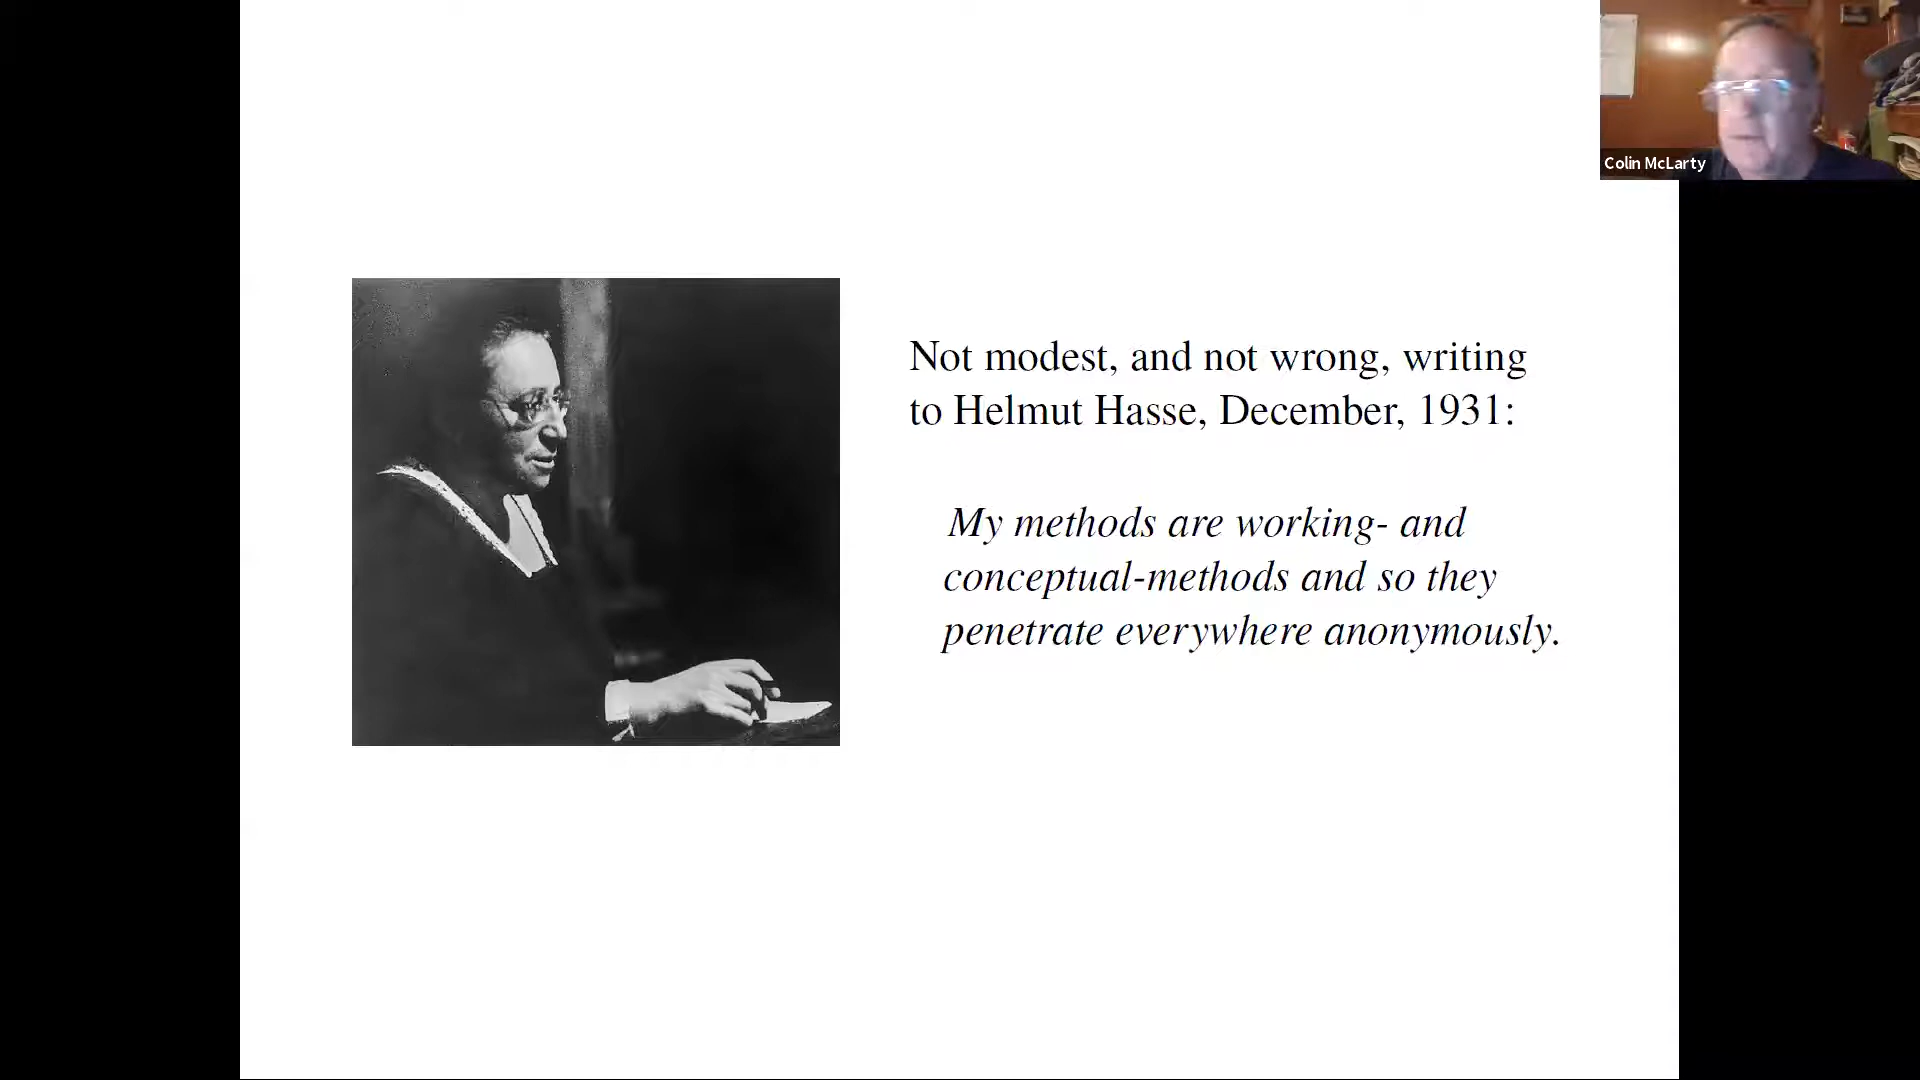 Colin McLarty
Not modest, and not wrong, writing
to Helmut Hasse, December, 1931:
My methods are working- and
conceptual-methods and so they
penetrate everywhere anonymously.